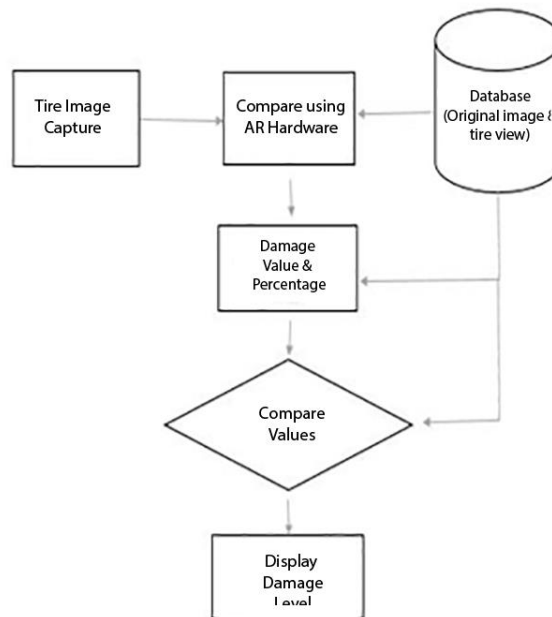 Tire Image
Capture
Compare using
AR Hardware
Database
(Original image &
tire view)
Damage
Value &
Percentage
Compare
Values
Display
Damage
Level